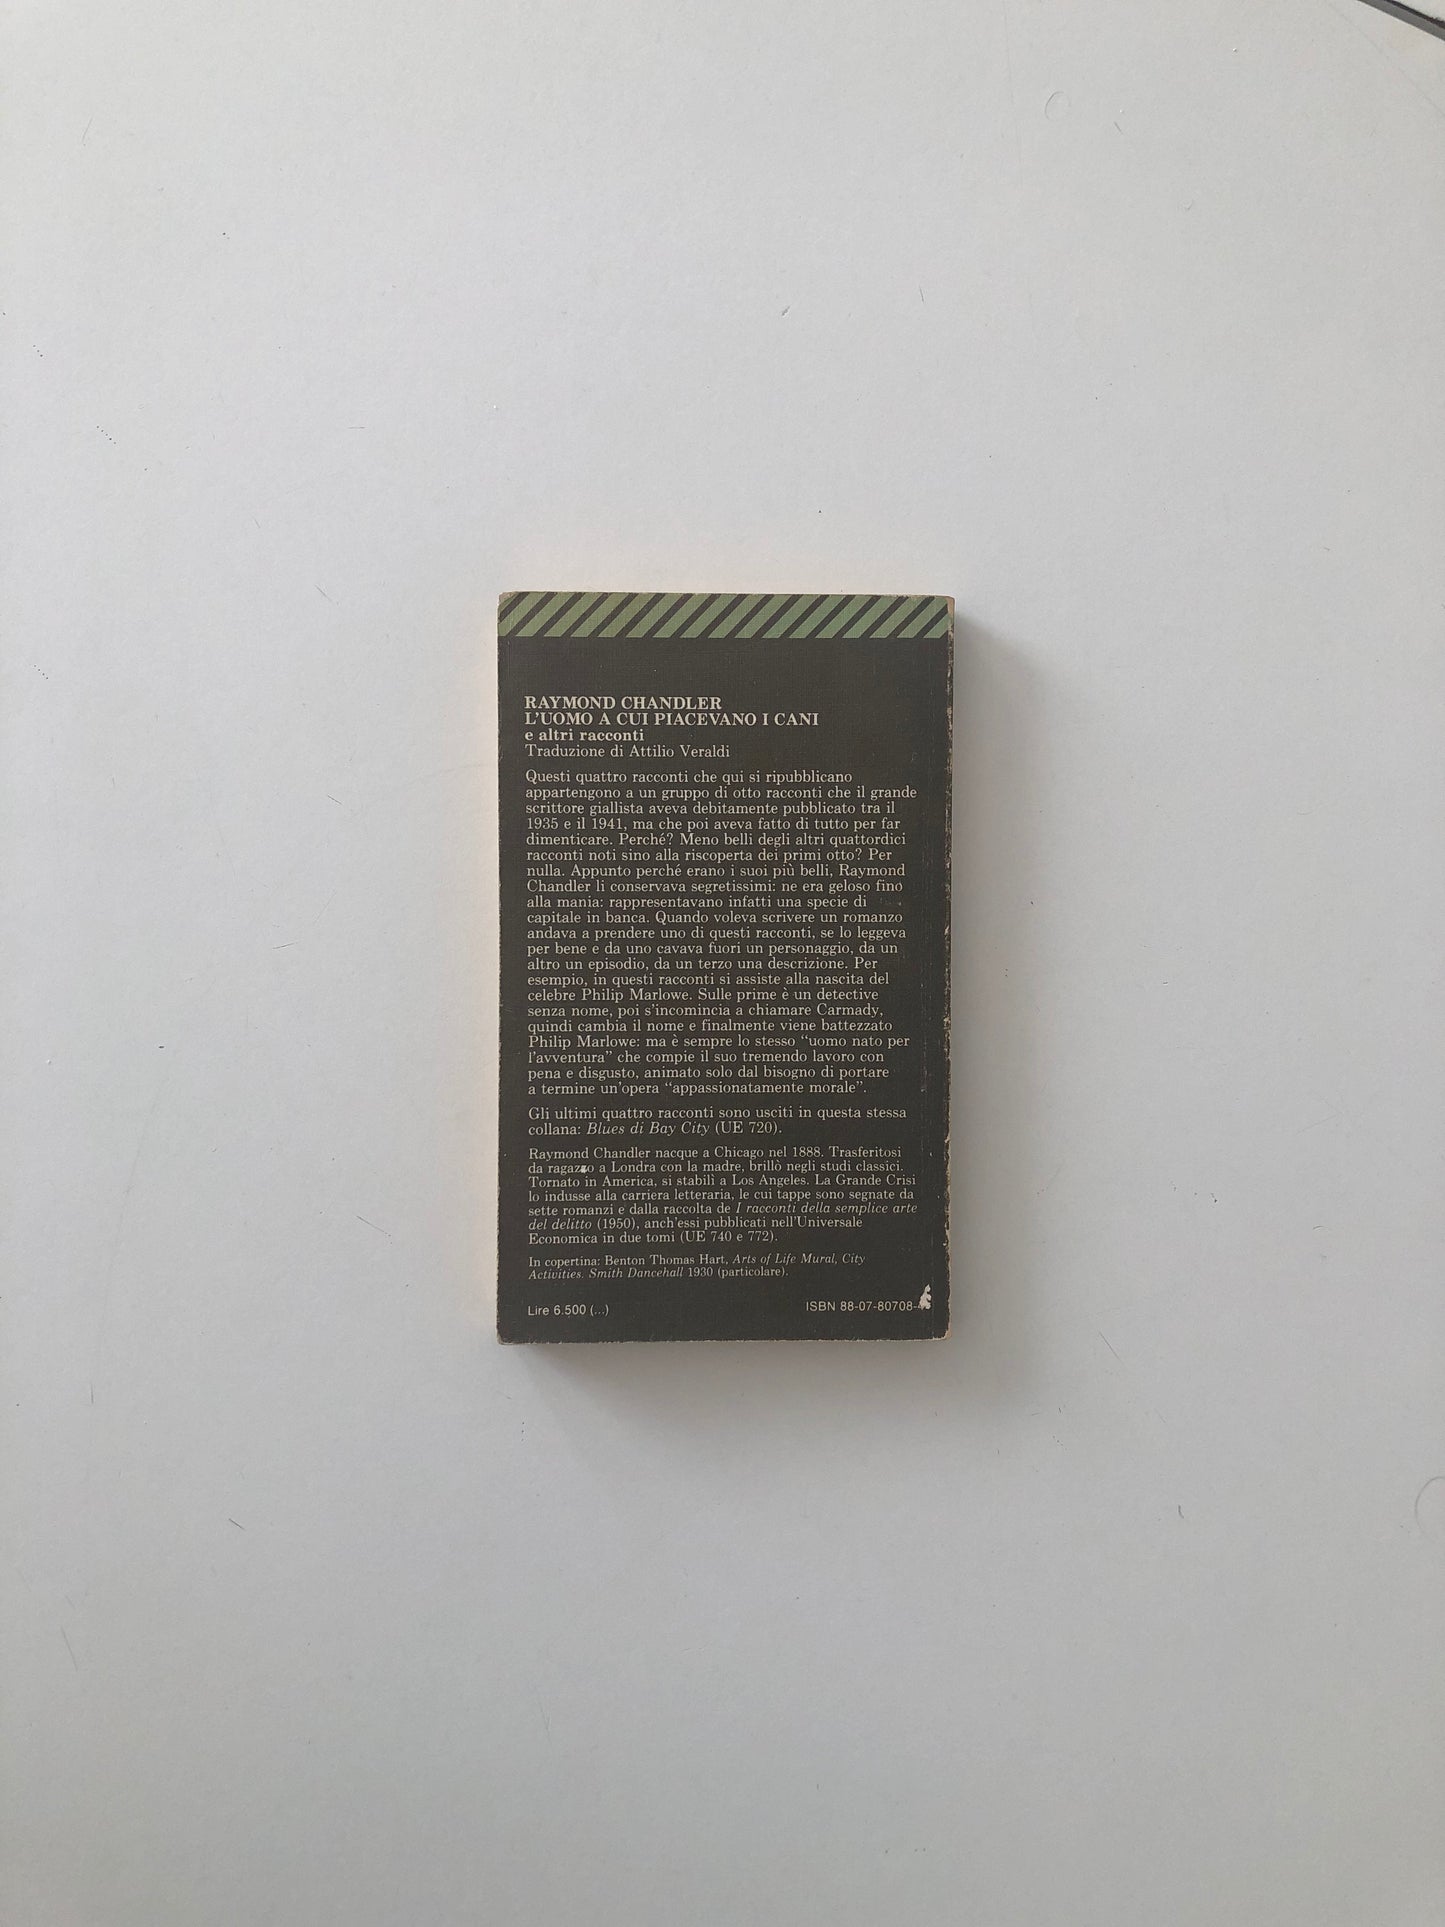 RAYMOND CHANDLER
L'UOMO A CUI PIACEVANO I CANI
e altri racconti
Traduzione di Attilio Veraldi
Questi quattro racconti che qui si ripubblicano
appartengono a un gruppo di otto racconti che il grande
scrittore giallista aveva debitamente pubblicato tra il
1935 e il 1941, ma che poi aveva fatto di tutto per far
dimenticare. Perché? Meno belli degli altri quattordici
racconti noti sino alla riscoperta dei primi otto? Per
nulla. Appunto perché erano i suoi più belli, Raymond
Chandler li conservava segretissimi: ne era geloso fino
alla mania: rappresentavano infatti una specie di
capitale in banca. Quando voleva scrivere un romanzo
andava a prendere uno di questi racconti, se lo leggeva
per bene e da uno cavava fuori un personaggio, da un
altro un episodio, da un terzo una descrizione. Per
esempio, in questi racconti si assiste alla nascita del
celebre Philip Marlowe. Sulle prime è un detective
senza nome, poi s'incomincia a chiamare Carmady,
quindi cambia il nome e finalmente viene battezzato
Philip Marlowe: ma è sempre lo stesso “uomo nato per
l'avventura” che compie il suo tremendo lavoro con
pena e disgusto, animato solo dal bisogno di portare
a termine un'opera “appassionatamente morale”.
Gli ultimi quattro racconti sono usciti in questa stessa
collana: Blues di Bay City (UE 720).
Raymond Chandler nacque a Chicago nel 1888. Trasferitosi
da ragazzo a Londra con la madre, brillò negli studi classici.
Tornato in America, si stabilì a Los Angeles. La Grande Crisi
lo indusse alla carriera letteraria, le cui tappe sono segnate da
sette romanzi e dalla raccolta de I racconti della semplice arte
del delitto (1950), anch'essi pubblicati nell'Universale
Economica in due tomi (UE 740 e 772).
In copertina: Benton Thomas Hart, Arts of Life Mural, City
Activities. Smith Dancehall 1930 (particolare).
Lire 6.500 (...)
ISBN 88-07-80708-